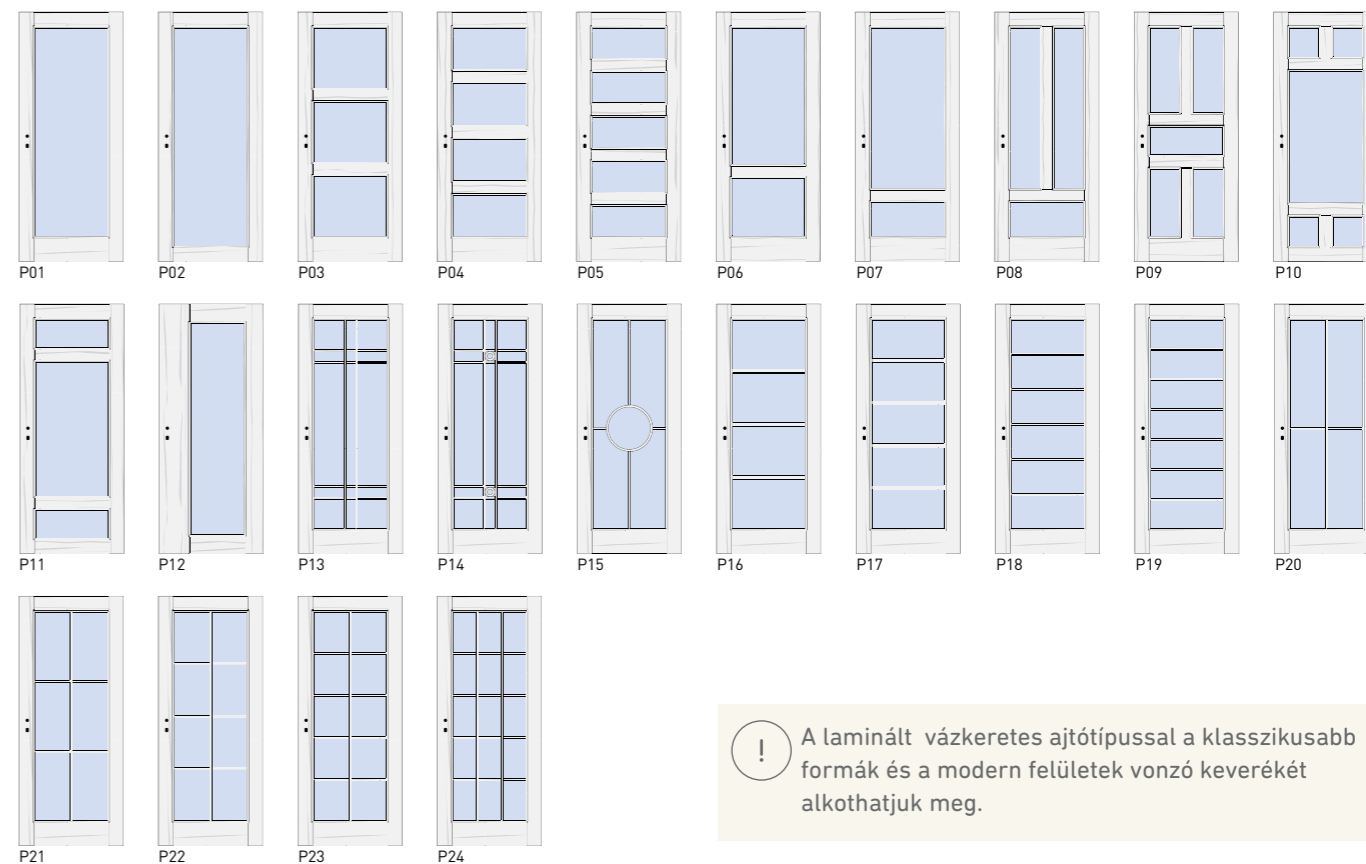 P01 P02 P03 P04 P05 P06 P07 P08 P09 P10
P11 P12 P13 P14 P15 P16 P17 P18 P19 P20
P21 P22 P23 P24
! A laminált vázkeretes ajtótípussal a klasszikusabb
formák és a modern felületek vonzó keverékét
alkothatjuk meg.